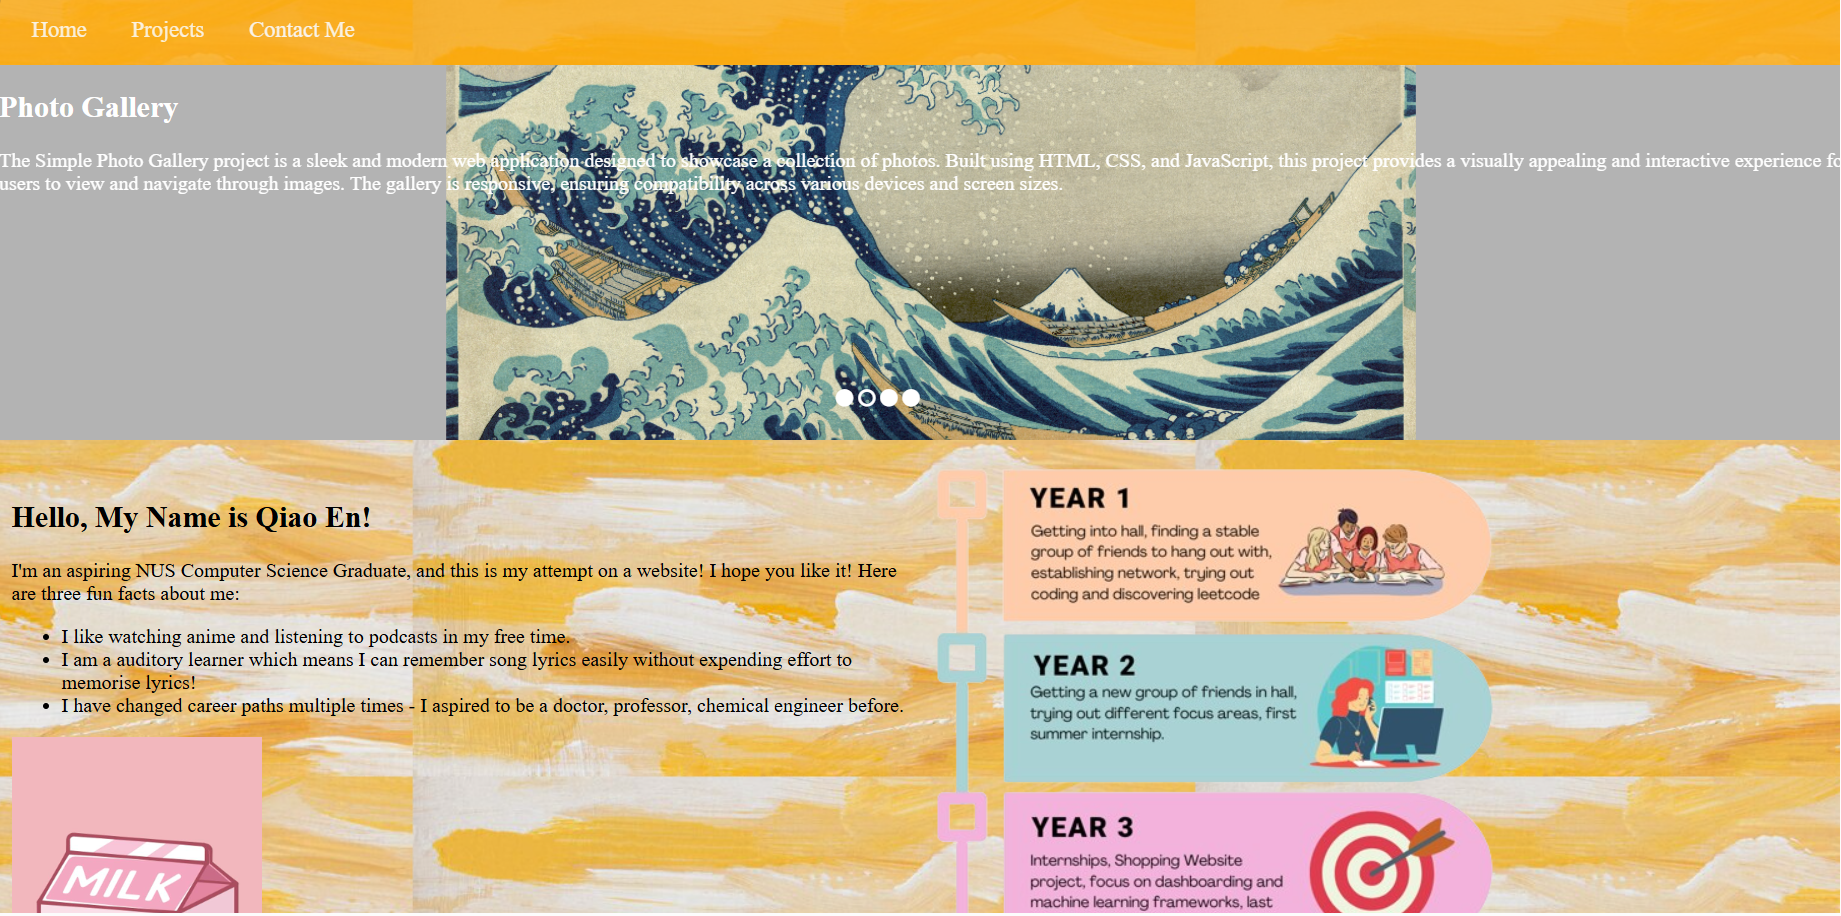 Home Projects Contact Me
Photo Gallery
The Simple Photo Gallery project is a sleek and modern web application designed to showcase a collection of photos. Built using HTML, CSS, and JavaScript, this project provides a visually appealing and interactive experience fo
users to view and navigate through images. The gallery is responsive, ensuring compatibility across various devices and screen sizes.
Hello, My Name is Qiao En!
I'm an aspiring NUS Computer Science Graduate, and this is my attempt on a website! I hope you like it! Here
are three fun facts about me:
I like watching anime and listening to podcasts in my free time.
I am a auditory learner which means I can remember song lyrics easily without expending effort to
memorise lyrics!
I have changed career paths multiple times - I aspired to be a doctor, professor, chemical engineer before.
MILK
YEAR 1
Getting into hall, finding a stable
group of friends to hang out with,
establishing network, trying out
coding and discovering leetcode
YEAR 2
Getting a new group of friends in hall,
trying out different focus areas, first
summer internship.
YEAR 3
Internships, Shopping Website
project, focus on dashboarding and
machine learning frameworks, last